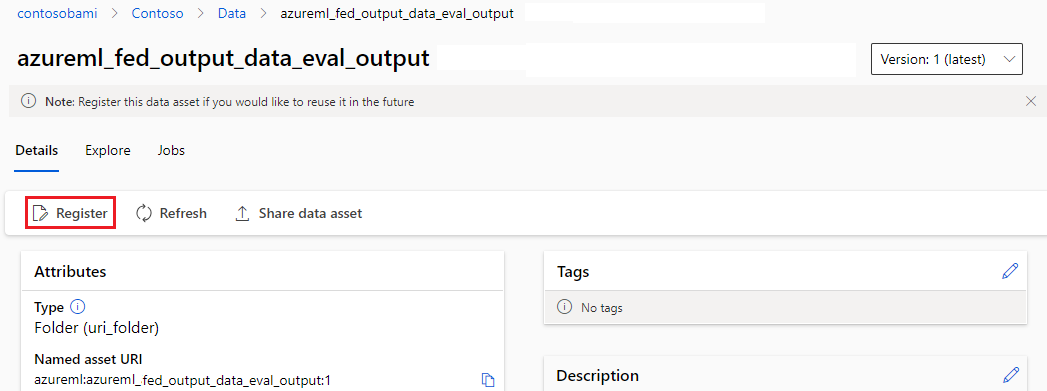 contosobami > Contoso > Data > azureml_fed_output_data_eval_output
azureml_fed_output_data_eval_output
Version: 1 (latest)
Note: Register this data asset if you would like to reuse it in the future
Details Explore Jobs
Register Refresh Share data asset
Attributes
Type
Folder (uri_folder)
Named asset URI
azureml:azureml_fed_output_data_eval_output:1
Tags
No tags
Description